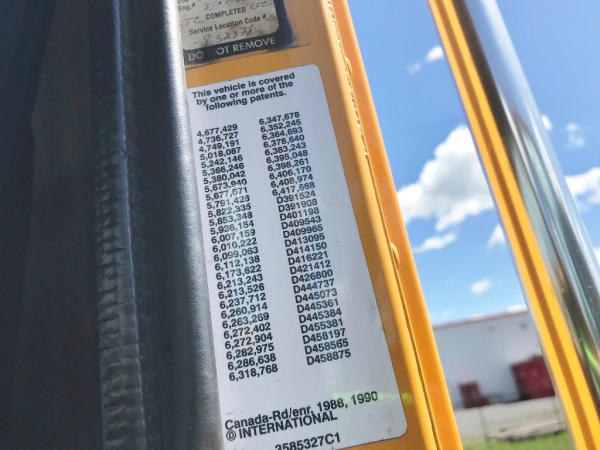 COMPLETED
Service Location Code #
DO NOT REMOVE
This vehicle is covered
by one or more of the
following patents.
4,677,429
4,736,727
4,749,191
5,018,087
5,242,146
5,366,246
5,380,042
5,673,940
5,677,671
5,791,428
5,822,335
5,853,348
5,936,154
6,007,159
6,010,222
6,099,063
6,112,138
6,173,622
6,213,243
6,213,526
6,237,712
6,260,914
6,263,269
6,272,402
6,272,904
6,282,975
6,286,638
6,318,768
6,347,678
6,352,245
6,364,693
6,378,640
6,383,243
6,395,048
6,398,261
6,406,170
6,408,974
6,417,668
D391524
D391908
D401198
D409543
D409965
D413095
D414150
D416221
D421412
D426800
D444737
D445073
D445361
D445384
D455381
D458197
D458565
D458875
Canada-Rd/enr, 1988, 1990
© INTERNATIONAL
3585327C1